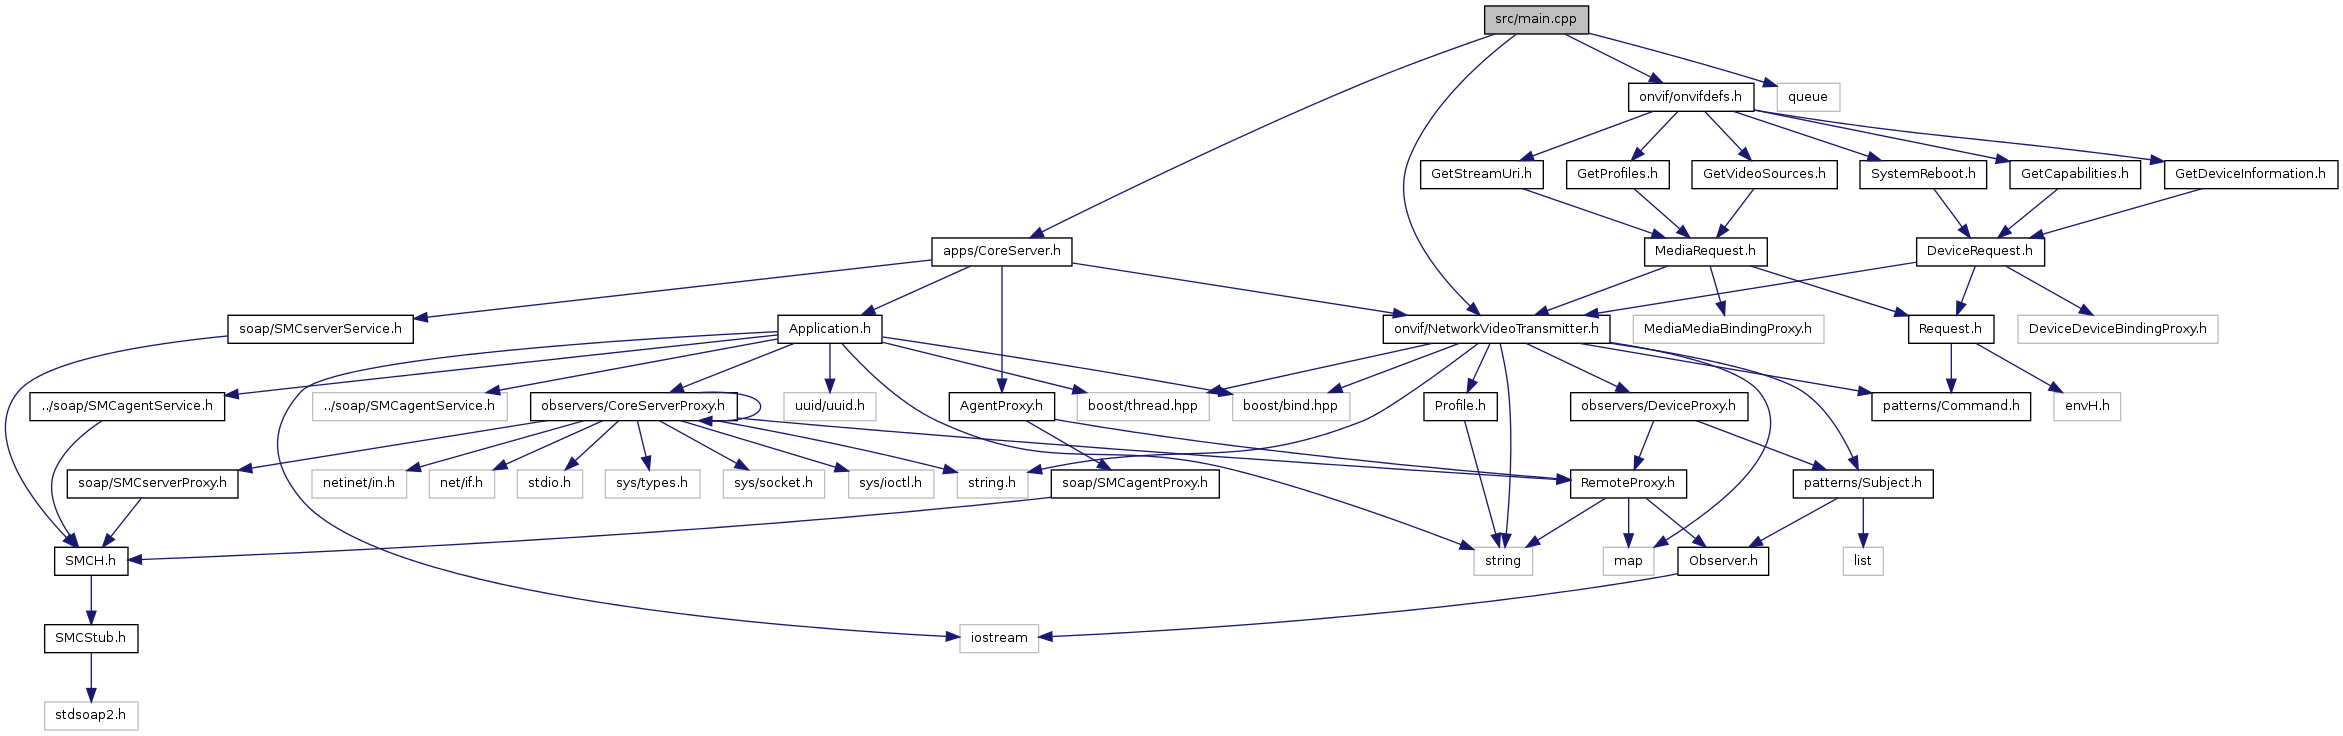 src/main.cpp
onvif/onvifdefs.h
queue
GetStreamUri.h
GetProfiles.h
GetVideoSources.h
SystemReboot.h
GetCapabilities.h
GetDeviceInformation.h
apps/CoreServer.h
MediaRequest.h
DeviceRequest.h
soap/SMCserverService.h
Application.h
onvif/NetworkVideoTransmitter.h
MediaMediaBindingProxy.h
Request.h
DeviceDeviceBindingProxy.h
../soap/SMCagentService.h
../soap/SMCagentService.h
observers/CoreServerProxy.h
uuid/uuid.h
AgentProxy.h
boost/thread.hpp
boost/bind.hpp
Profile.h
observers/DeviceProxy.h
patterns/Command.h
envH.h
soap/SMCserverProxy.h
netinet/in.h
net/if.h
stdio.h
sys/types.h
sys/socket.h
sys/ioctl.h
string.h
soap/SMCagentProxy.h
RemoteProxy.h
patterns/Subject.h
SMCH.h
string
map
Observer.h
list
SMCStub.h
iostream
stdsoap2.h